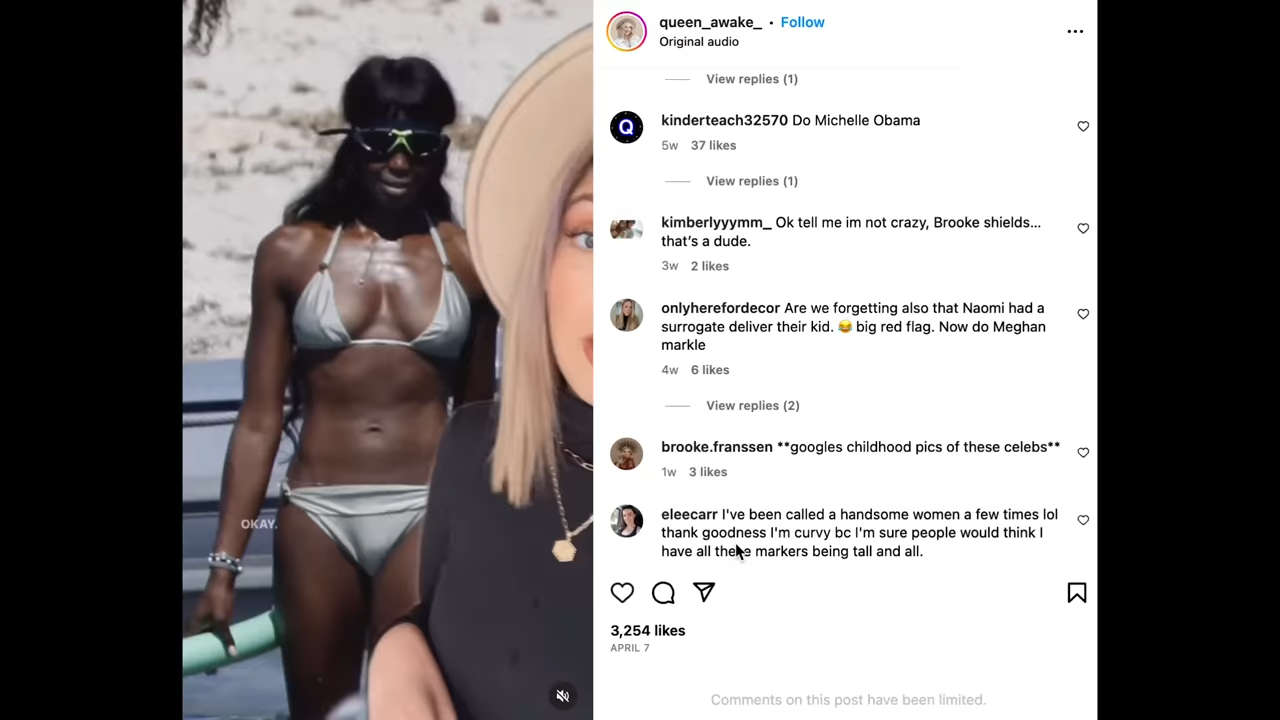 queen_awake_ • Follow
Original audio
View replies (1)
Q
kinderteach32570 Do Michelle Obama
5w 37 likes
View replies (1)
kimberlyyymm_ Ok tell me im not crazy, Brooke shields...
that's a dude.
3w 2 likes
onlyherefordecor Are we forgetting also that Naomi had a
surrogate deliver their kid. 😂 big red flag. Now do Meghan
markle
4w 6 likes
View replies (2)
brooke.franssen **googles childhood pics of these celebs**
1w 3 likes
OKAY.
eleecarr I've been called a handsome women a few times lol
thank goodness I'm curvy bc I'm sure people would think I
have all these markers being tall and all.
3,254 likes
APRIL 7
Comments on this post have been limited.